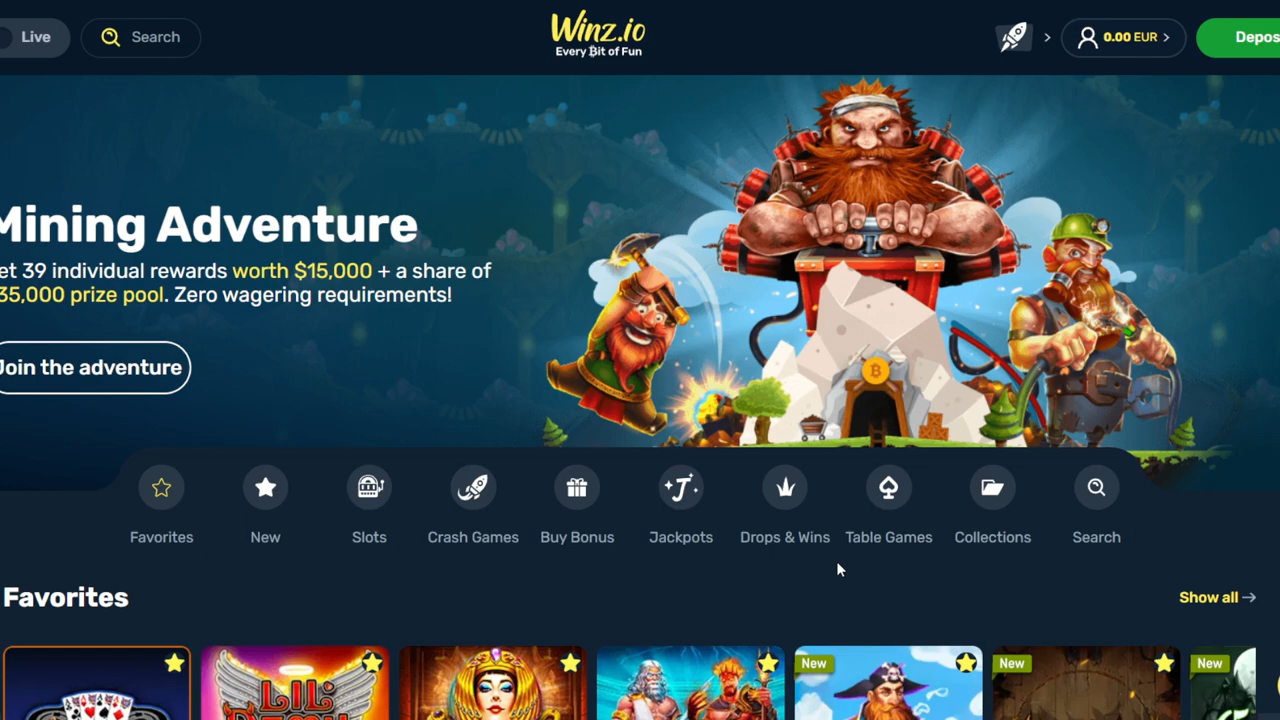 Live
Search
Winz.io
Every ₿it of Fun
0.00 EUR
Depos
Mining Adventure
et 39 individual rewards worth $15,000 + a share of
35,000 prize pool. Zero wagering requirements!
Join the adventure
Favorites
New
Slots
Crash Games
Buy Bonus
Jackpots
Drops & Wins
Table Games
Collections
Search
Favorites
Show all
New
New
New
LIL